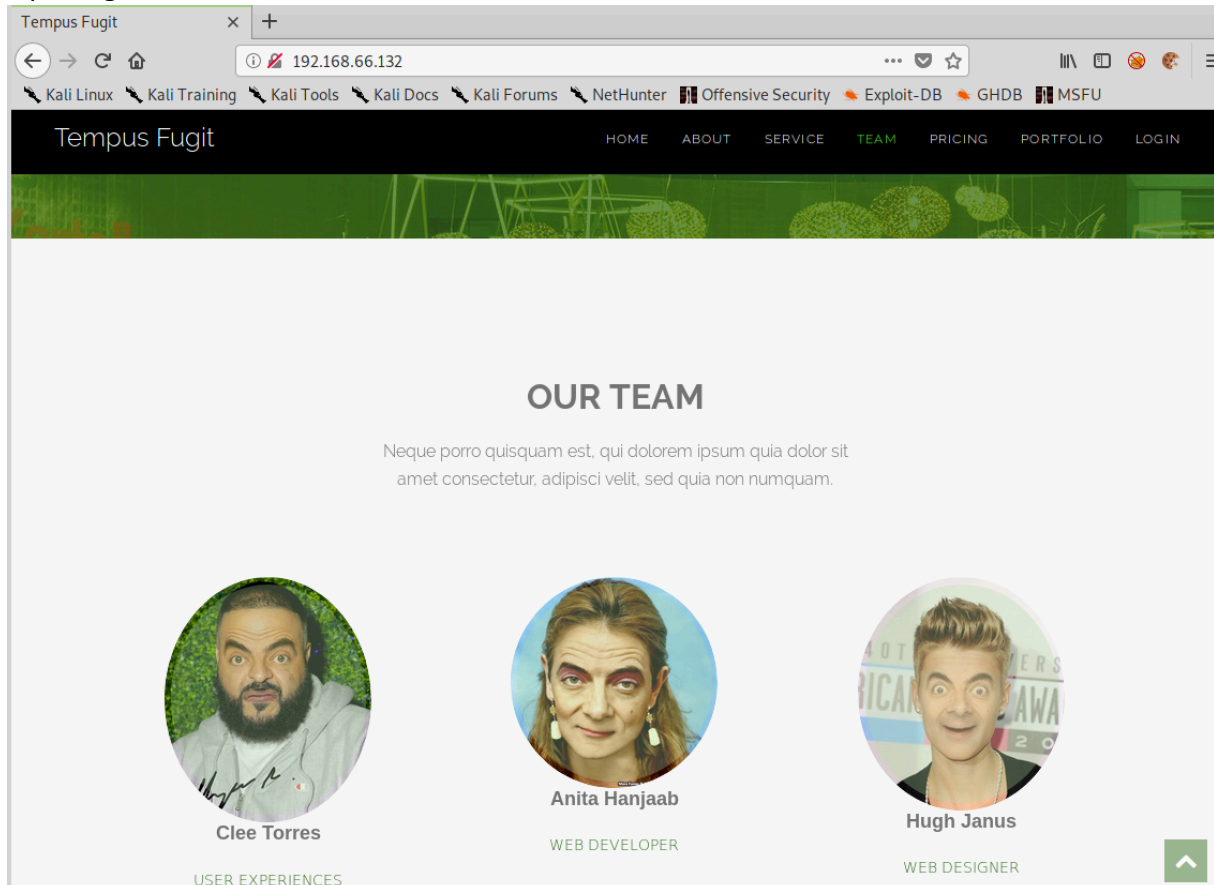 Tempus Fugit
192.168.66.132
Kali Linux Kali Training Kali Tools Kali Docs Kali Forums NetHunter Offensive Security Exploit-DB GHDB MSFU
Tempus Fugit HOME ABOUT SERVICE TEAM PRICING PORTFOLIO LOGIN
OUR TEAM
Neque porro quisquam est, qui dolorem ipsum quia dolor sit
amet consectetur, adipisci velit, sed quia non numquam.
Clee Torres
USER EXPERIENCES
Anita Hanjaab
WEB DEVELOPER
Hugh Janus
WEB DESIGNER